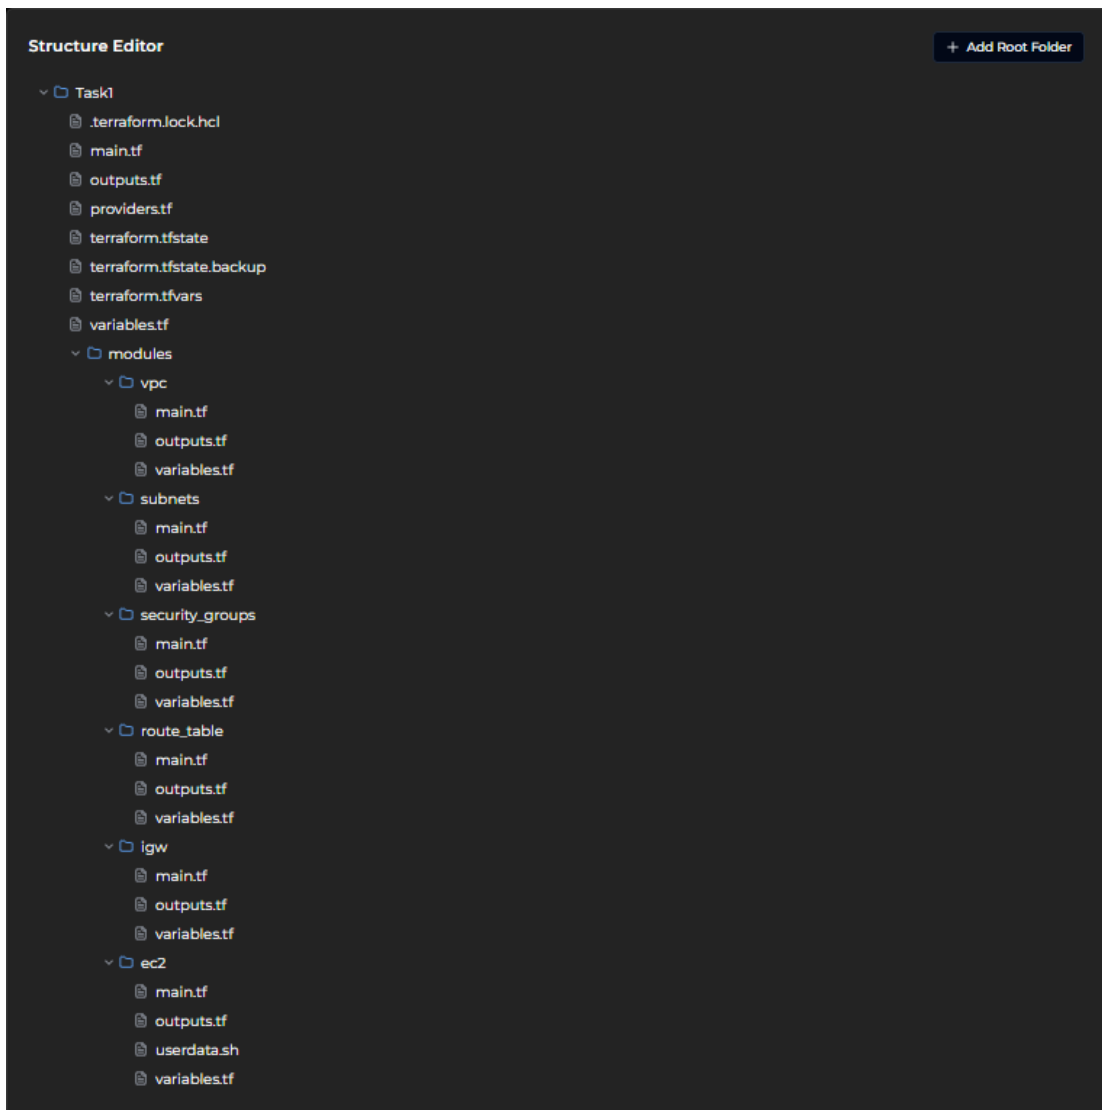 Structure Editor
+ Add Root Folder
Task1
.terraform.lock.hcl
main.tf
outputs.tf
providers.tf
terraform.tfstate
terraform.tfstate.backup
terraform.tfvars
variables.tf
modules
vpc
main.tf
outputs.tf
variables.tf
subnets
main.tf
outputs.tf
variables.tf
security_groups
main.tf
outputs.tf
variables.tf
route_table
main.tf
outputs.tf
variables.tf
igw
main.tf
outputs.tf
variables.tf
ec2
main.tf
outputs.tf
userdata.sh
variables.tf